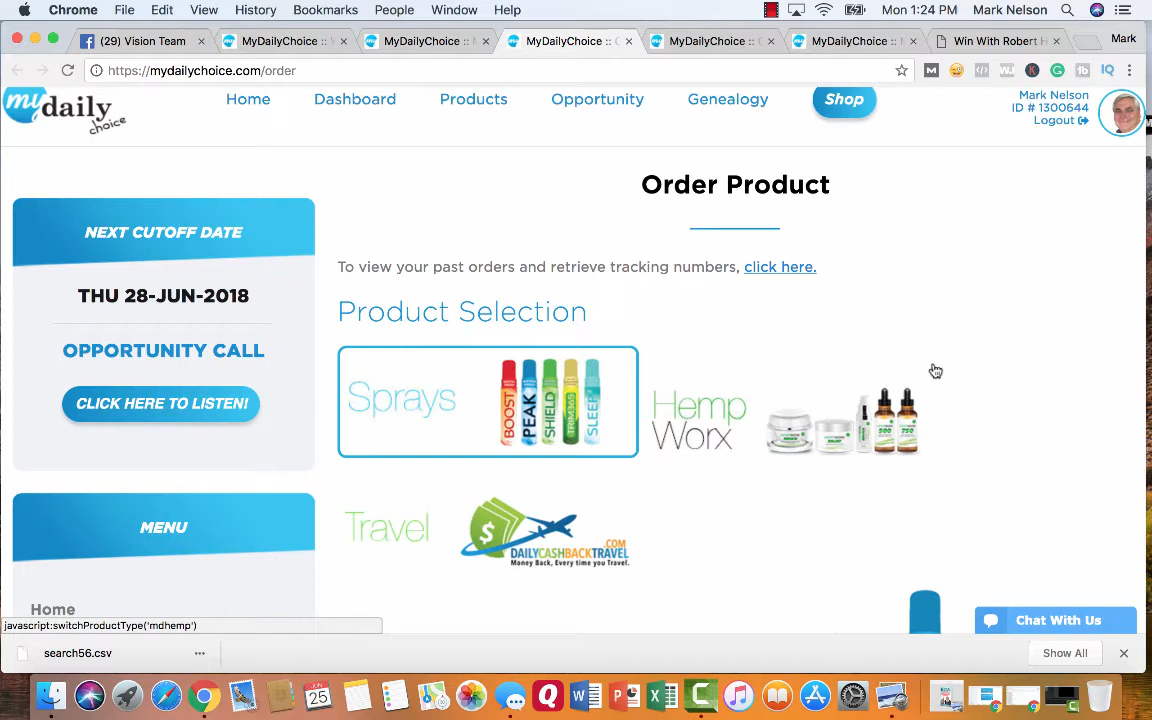 Chrome File Edit View History Bookmarks People Window Help Mon 1:24 PM Mark Nelson
(29) Vision Team × MyDailyChoice :: × MyDailyChoice :: × MyDailyChoice :: × MyDailyChoice :: × MyDailyChoice :: × Win With Robert × Mark
https://mydailychoice.com/order
my daily choice
Home Dashboard Products Opportunity Genealogy Shop
Mark Nelson
ID # 1300644
Logout
Order Product
NEXT CUTOFF DATE
To view your past orders and retrieve tracking numbers, click here.
THU 28-JUN-2018
Product Selection
OPPORTUNITY CALL
CLICK HERE TO LISTEN!
Sprays
BOOST
PEAK
SHIELD
TRIM365
SLEEP
Hemp
Worx
500
750
MENU
Travel
$
DAILYCASHBACKTRAVEL
.COM
Money Back, Every time you Travel.
Home
Chat With Us
javascript:switchProductType('mdhemp')
search56.csv
Show All
JUN
25